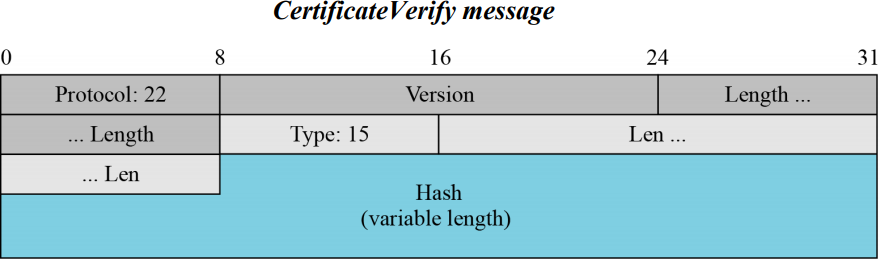 CertificateVerify message
0 8 16 24 31
Protocol: 22 Version Length ...
... Length Type: 15 Len ...
... Len
Hash
(variable length)